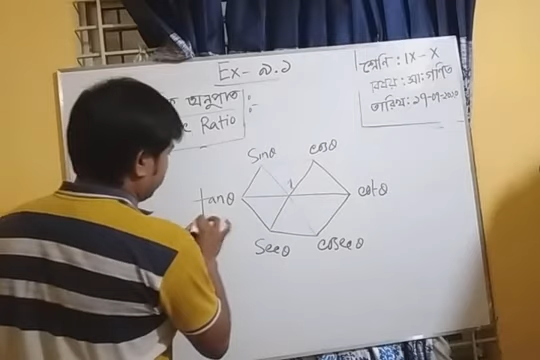 Ex- ৯.১
অনুপাত :-
Ratio
শ্রেণি : IX - X
বিষয় : সা: গণিত
তারিখ:
sinθ
cosθ
tanθ
1
cotθ
secθ
cosecθ